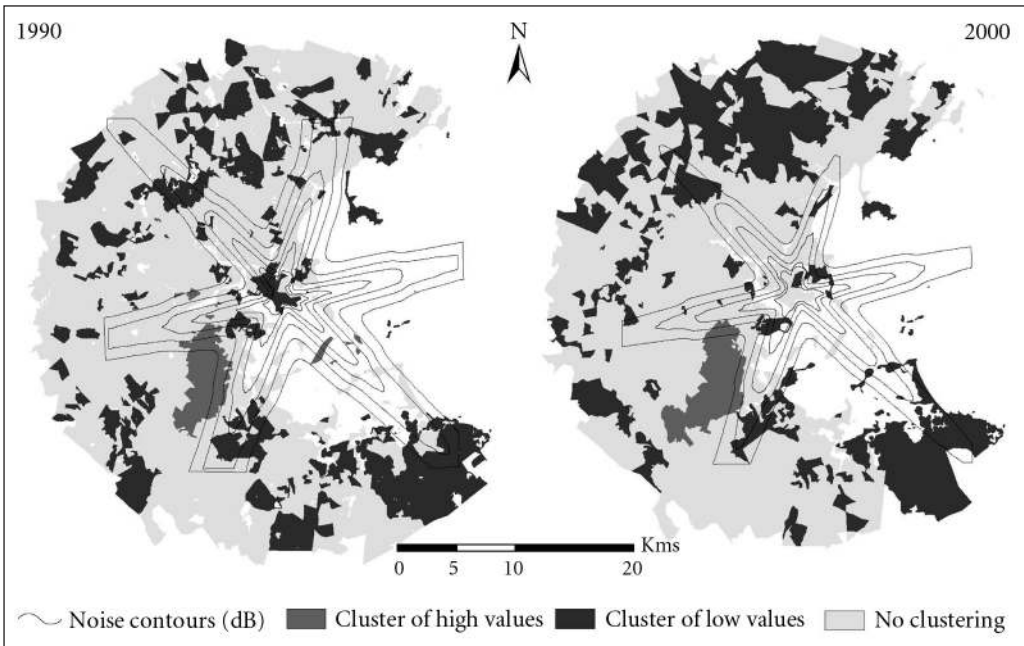 1990
N
2000
Kms
0 5 10 20
Noise contours (dB) Cluster of high values Cluster of low values No clustering